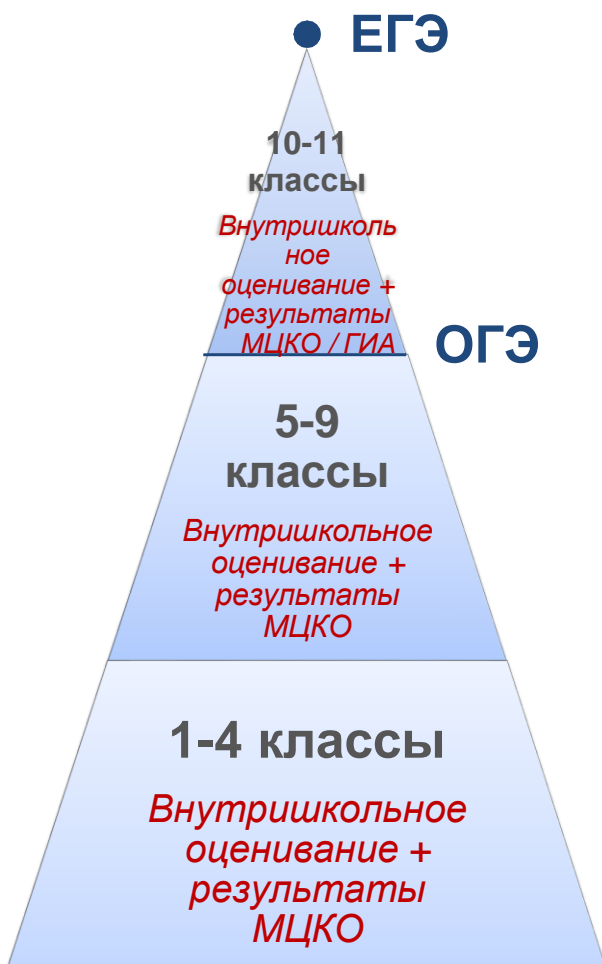 ЕГЭ
10-11
классы
Внутришколь
ное
оценивание +
результаты
МЦКО / ГИА
ОГЭ
5-9
классы
Внутришкольное
оценивание +
результаты
МЦКО
1-4 классы
Внутришкольное
оценивание +
результаты
МЦКО